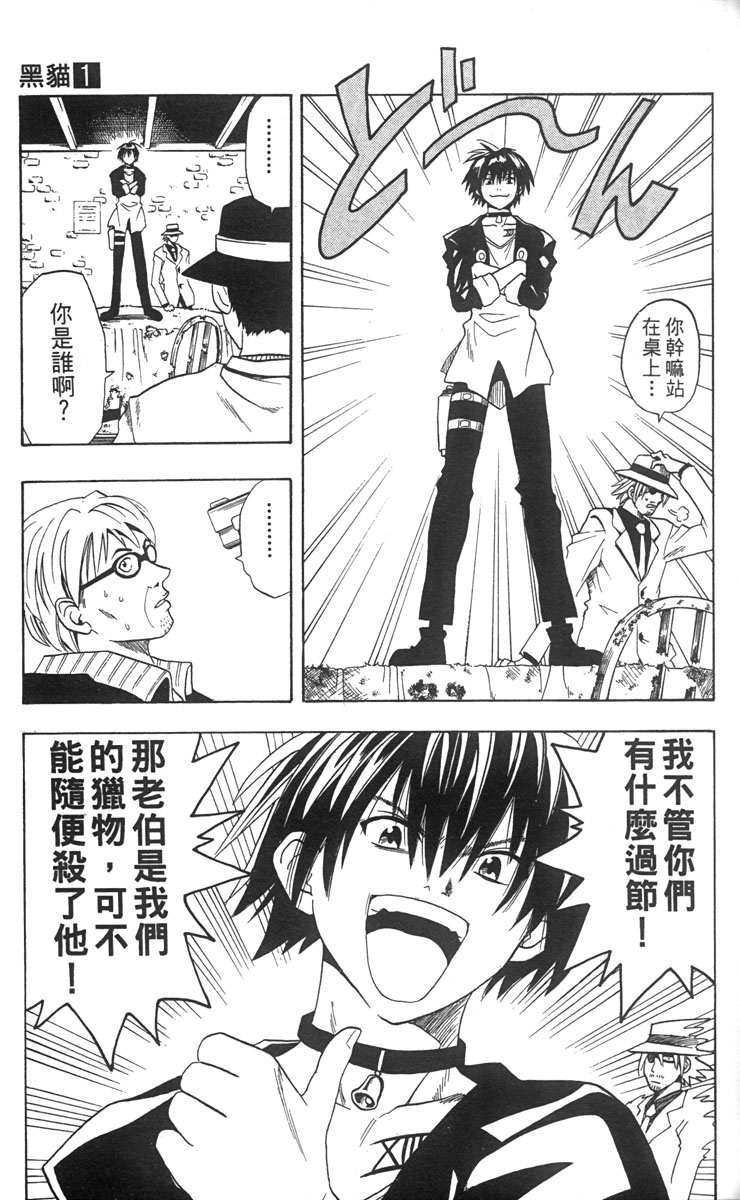 黑貓1
ど〜ん
你幹嘛站
在桌上…
………
你是誰啊？
………
我不管你們
有什麼過節！
那老伯是我們
的獵物，可不
能隨便殺了他！
XIII